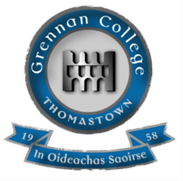 Grennan College
THOMASTOWN
19 58
In Oideachas Saoirse